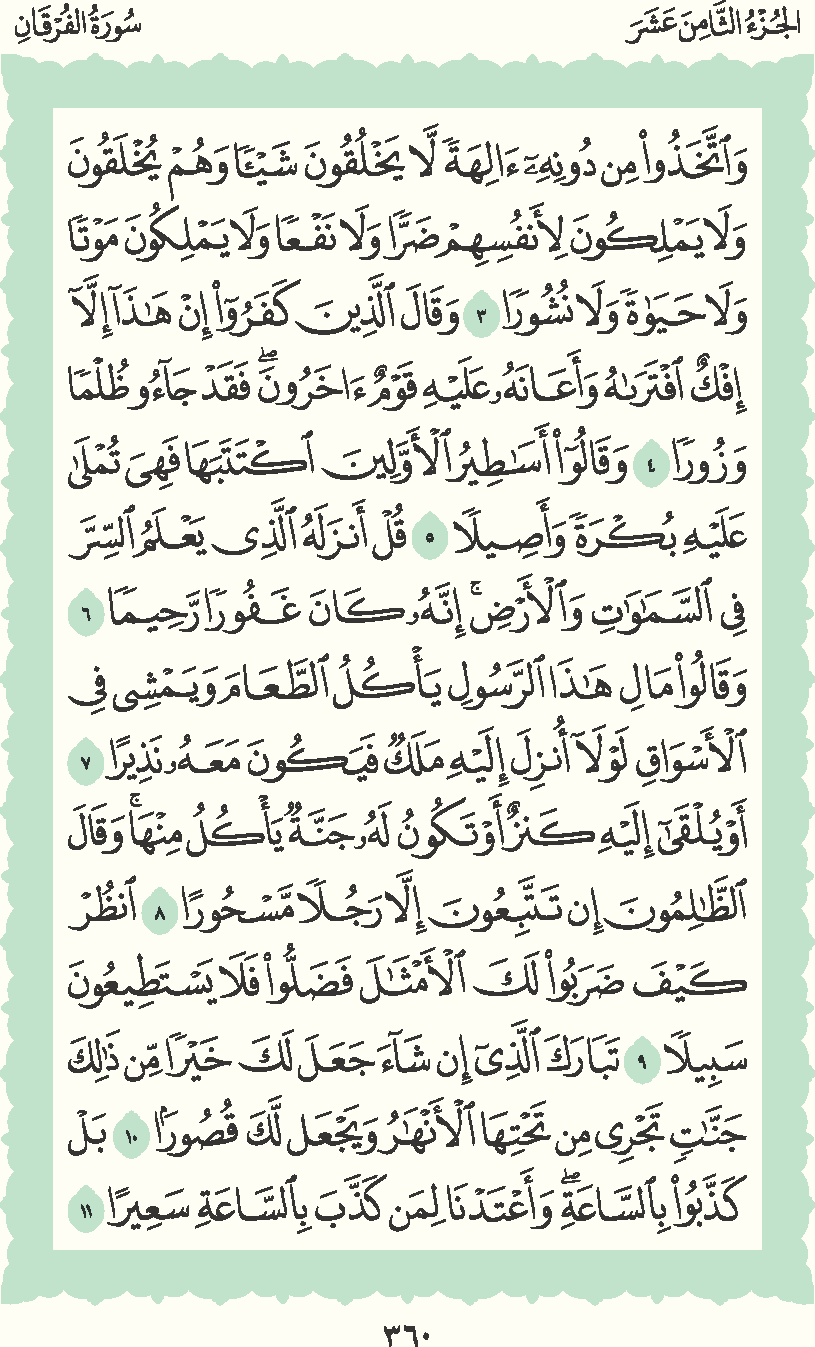 الجُزْءُ الثَّامِنَ عَشَرَ
سُورَةُ الفُرْقَانِ
وَٱتَّخَذُوا۟ مِن دُونِهِۦٓ ءَالِهَةً لَّا يَخْلُقُونَ شَيْـًٔا وَهُمْ يُخْلَقُونَ
وَلَا يَمْلِكُونَ لِأَنفُسِهِمْ ضَرًّا وَلَا نَفْعًا وَلَا يَمْلِكُونَ مَوْتًا
وَلَا حَيَوٰةً وَلَا نُشُورًا ٣ وَقَالَ ٱلَّذِينَ كَفَرُوٓا۟ إِنْ هَـٰذَآ إِلَّآ
إِفْكٌ ٱفْتَرَىٰهُ وَأَعَانَهُۥ عَلَيْهِ قَوْمٌ ءَاخَرُونَ ۖ فَقَدْ جَآءُو ظُلْمًا
وَزُورًا ٤ وَقَالُوٓا۟ أَسَـٰطِيرُ ٱلْأَوَّلِينَ ٱكْتَتَبَهَا فَهِىَ تُمْلَىٰ
عَلَيْهِ بُكْرَةً وَأَصِيلًا ٥ قُلْ أَنزَلَهُ ٱلَّذِى يَعْلَمُ ٱلسِّرَّ
فِى ٱلسَّمَـٰوَٰتِ وَٱلْأَرْضِ ۚ إِنَّهُۥ كَانَ غَفُورًا رَّحِيمًا ٦
وَقَالُوا۟ مَالِ هَـٰذَا ٱلرَّسُولِ يَأْكُلُ ٱلطَّعَامَ وَيَمْشِى فِى
ٱلْأَسْوَاقِ لَوْلَآ أُنزِلَ إِلَيْهِ مَلَكٌ فَيَكُونَ مَعَهُۥ نَذِيرًا ٧
أَوْ يُلْقَىٰٓ إِلَيْهِ كَنزٌ أَوْ تَكُونُ لَهُۥ جَنَّةٌ يَأْكُلُ مِنْهَا ۚ وَقَالَ
ٱلظَّـٰلِمُونَ إِن تَتَّبِعُونَ إِلَّا رَجُلًا مَّسْحُورًا ٨ ٱنظُرْ
كَيْفَ ضَرَبُوا۟ لَكَ ٱلْأَمْثَـٰلَ فَضَلُّوا۟ فَلَا يَسْتَطِيعُونَ
سَبِيلًا ٩ تَبَارَكَ ٱلَّذِىٓ إِن شَآءَ جَعَلَ لَكَ خَيْرًا مِّن ذَٰلِكَ
جَنَّـٰتٍ تَجْرِى مِن تَحْتِهَا ٱلْأَنْهَـٰرُ وَيَجْعَل لَّكَ قُصُورًۢا ١٠ بَلْ
كَذَّبُوا۟ بِٱلسَّاعَةِ ۖ وَأَعْتَدْنَا لِمَن كَذَّبَ بِٱلسَّاعَةِ سَعِيرًا ١١
٣٦٠